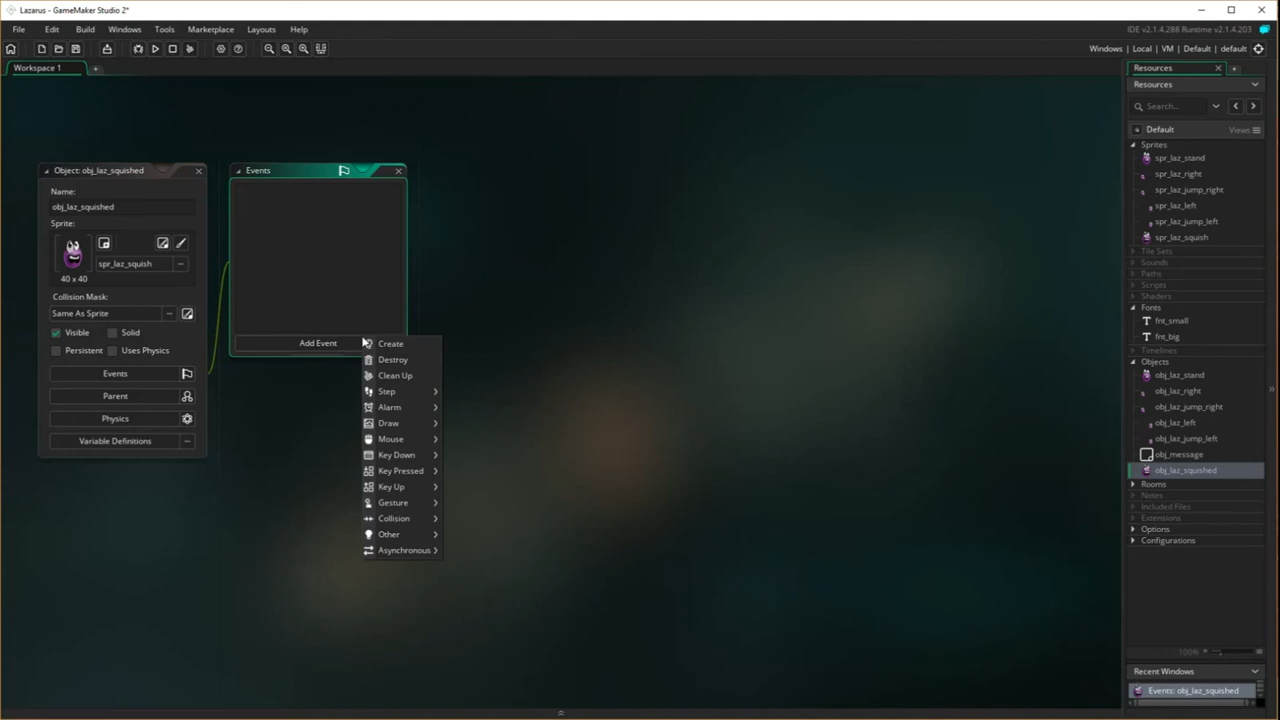 Lazarus - GameMaker Studio 2*
File Edit Build Windows Tools Marketplace Layouts Help
IDE v2.1.4.288 Runtime v2.1.4.203
Windows | Local | VM | Default | default
Workspace 1
Resources
Resources
Search...
Default
Views
Sprites
spr_laz_stand
spr_laz_right
spr_laz_jump_right
spr_laz_left
spr_laz_jump_left
spr_laz_squish
Tile Sets
Sounds
Paths
Scripts
Shaders
Fonts
fnt_small
fnt_big
Timelines
Objects
obj_laz_stand
obj_laz_right
obj_laz_jump_right
obj_laz_left
obj_laz_jump_left
obj_message
obj_laz_squished
Rooms
Notes
Included Files
Extensions
Options
Configurations
100%
Recent Windows
Events: obj_laz_squished
Object: obj_laz_squished
Name:
obj_laz_squished
Sprite:
spr_laz_squish
40 x 40
Collision Mask:
Same As Sprite
Visible Solid
Persistent Uses Physics
Events
Parent
Physics
Variable Definitions
Events
Add Event
Create
Destroy
Clean Up
Step
Alarm
Draw
Mouse
Key Down
Key Pressed
Key Up
Gesture
Collision
Other
Asynchronous